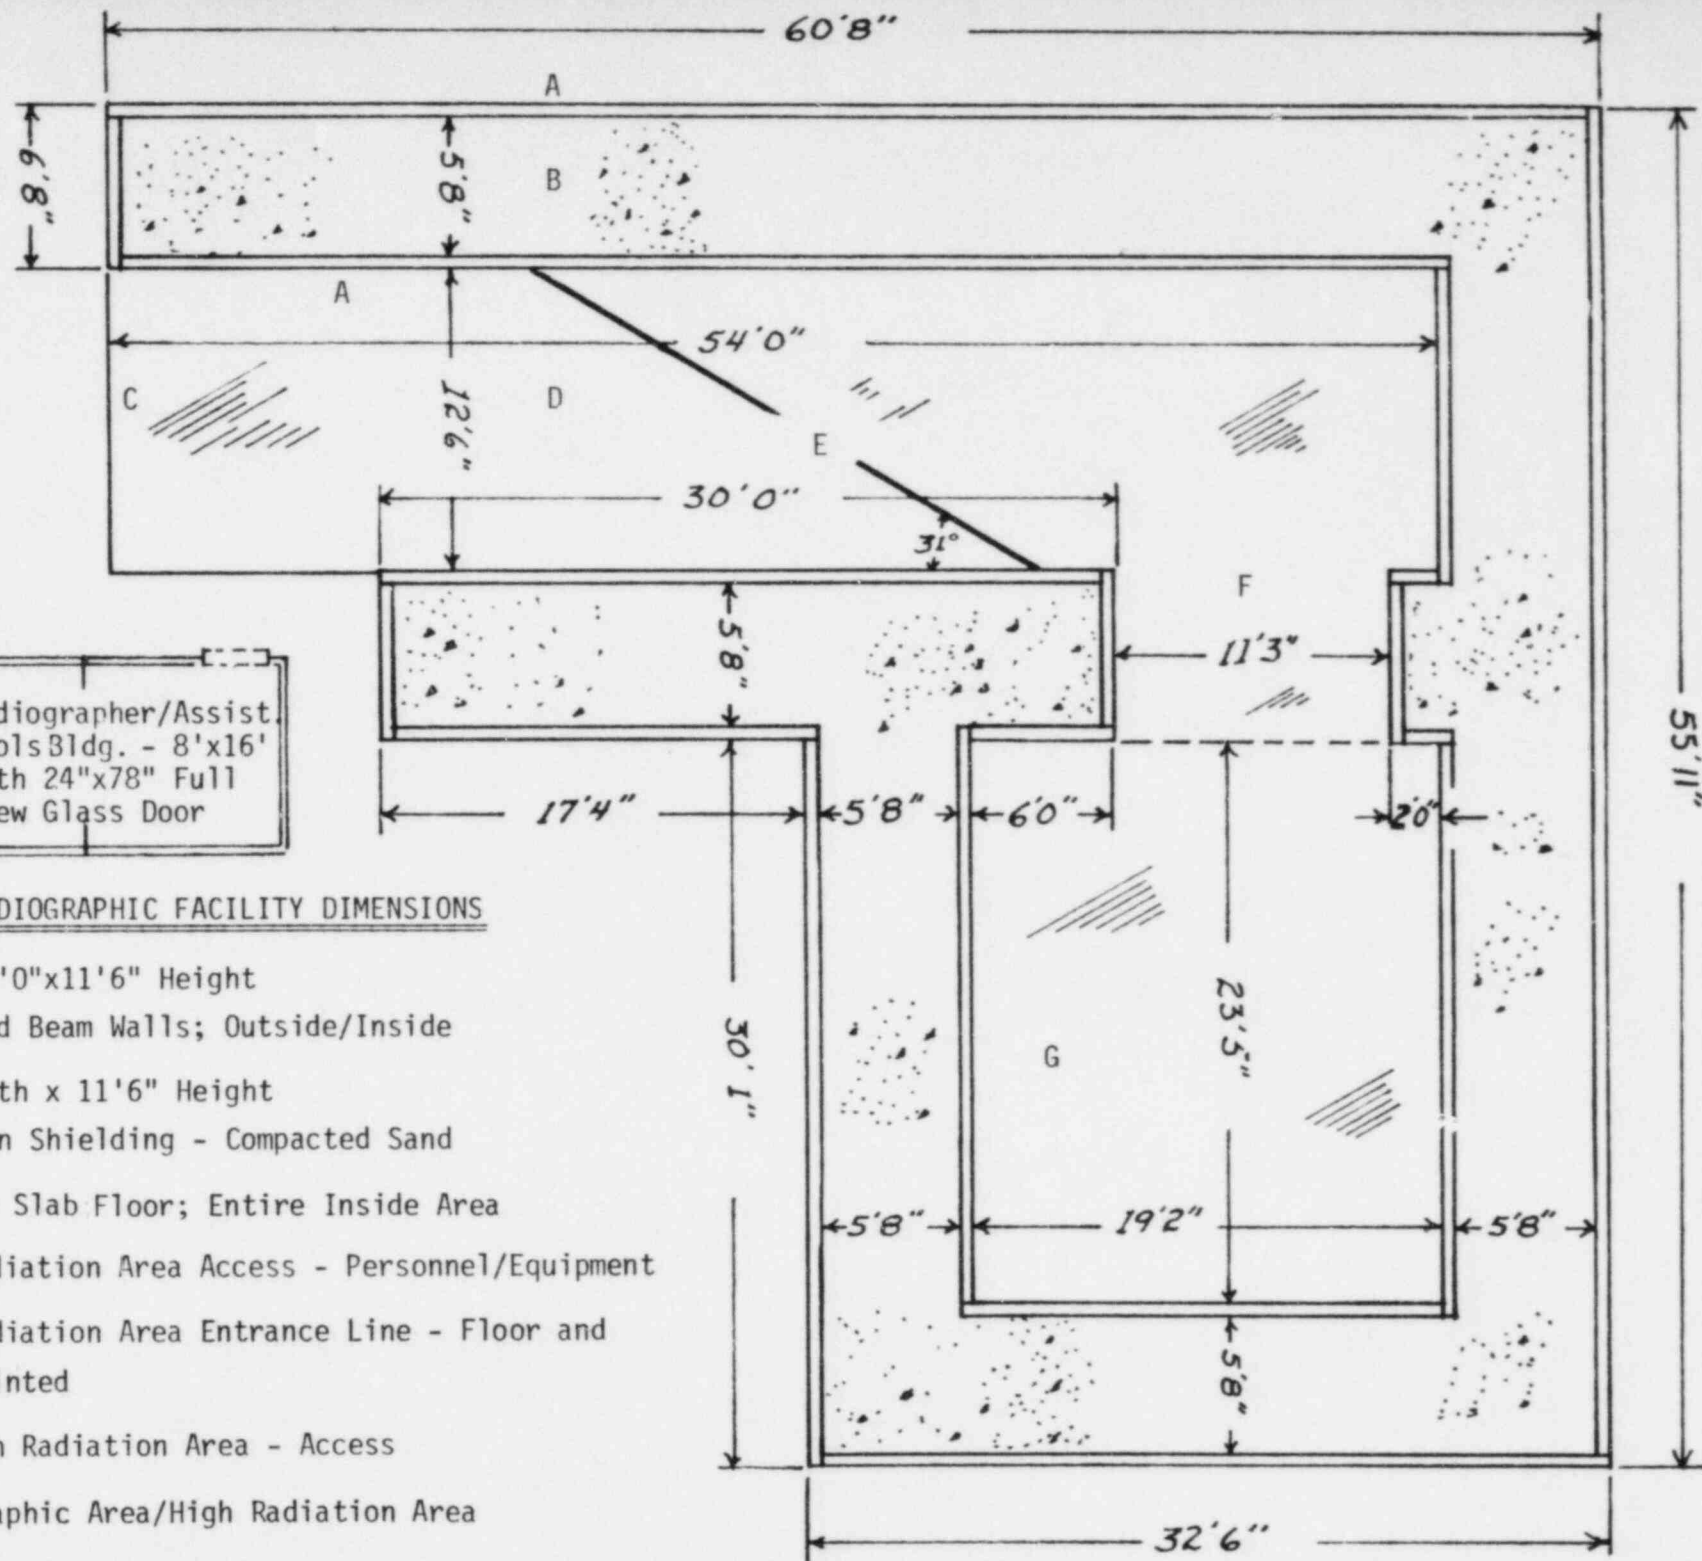 60'8"
A
6'8"
5'8"
B
A
54'0"
C
12'6"
D
E
30'0"
31°
F
5'8"
11'3"
55'11"
diographer/Assist.
ols Bldg. - 8'x16'
th 24"x78" Full
ew Glass Door
17'4"
5'8"
6'0"
2'0"
DIOGRAPHIC FACILITY DIMENSIONS
'0"x11'6" Height
d Beam Walls; Outside/Inside
th x 11'6" Height
n Shielding - Compacted Sand
Slab Floor; Entire Inside Area
diation Area Access - Personnel/Equipment
diation Area Entrance Line - Floor and
inted
n Radiation Area - Access
aphic Area/High Radiation Area
30'1"
G
23'5"
5'8"
19'2"
5'8"
5'8"
32'6"